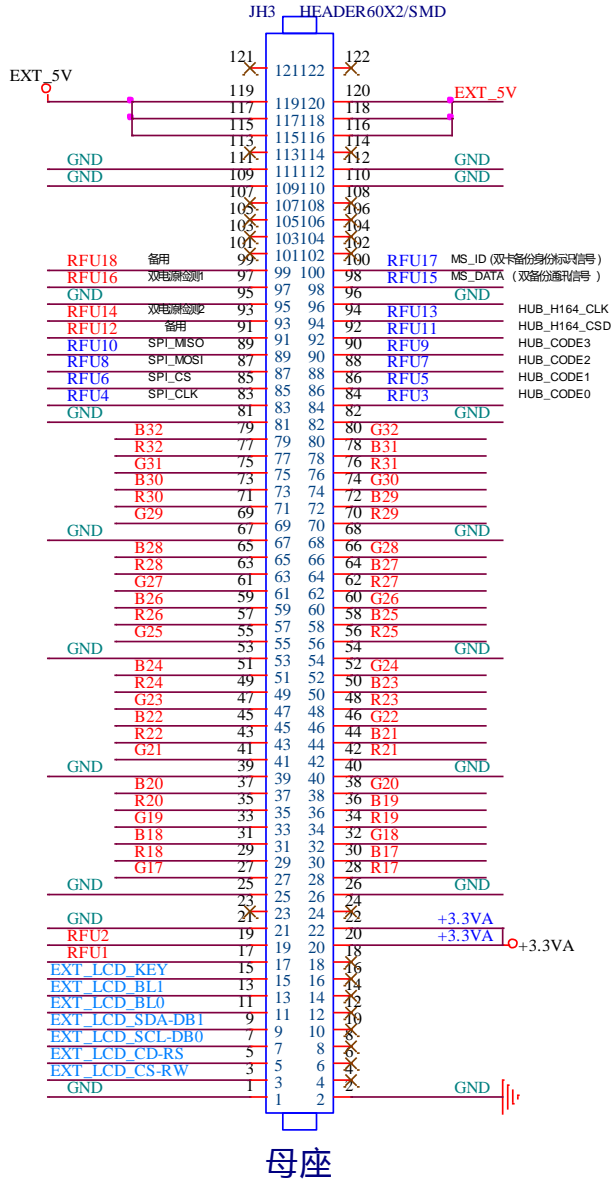 JH3 HEADER60X2/SMD
121 121122 122
EXT_5V 119 119120 120 EXT_5V
117 117118 118
115 115116 116
113 113114 114
GND 111 111112 112 GND
GND 109 109110 110 GND
107 107108 108
105 105106 106
103 103104 104
101 101102 102
RFU18 备用 99 99 100 100 RFU17 MS_ID (双卡备份身份标识信号)
RFU16 双电源检测1 97 97 98 98 RFU15 MS_DATA (双备份通讯信号)
GND 95 95 96 96 GND
RFU14 双电源检测2 93 93 94 94 RFU13 HUB_H164_CLK
RFU12 备用 91 91 92 92 RFU11 HUB_H164_CSD
RFU10 SPI_MISO 89 89 90 90 RFU9 HUB_CODE3
RFU8 SPI_MOSI 87 87 88 88 RFU7 HUB_CODE2
RFU6 SPI_CS 85 85 86 86 RFU5 HUB_CODE1
RFU4 SPI_CLK 83 83 84 84 RFU3 HUB_CODE0
GND 81 81 82 82 GND
B32 79 79 80 80 G32
R32 77 77 78 78 B31
G31 75 75 76 76 R31
B30 73 73 74 74 G30
R30 71 71 72 72 B29
G29 69 69 70 70 R29
GND 67 67 68 68 GND
B28 65 65 66 66 G28
R28 63 63 64 64 B27
G27 61 61 62 62 R27
B26 59 59 60 60 G26
R26 57 57 58 58 B25
G25 55 55 56 56 R25
GND 53 53 54 54 GND
B24 51 51 52 52 G24
R24 49 49 50 50 B23
G23 47 47 48 48 R23
B22 45 45 46 46 G22
R22 43 43 44 44 B21
G21 41 41 42 42 R21
GND 39 39 40 40 GND
B20 37 37 38 38 G20
R20 35 35 36 36 B19
G19 33 33 34 34 R19
B18 31 31 32 32 G18
R18 29 29 30 30 B17
G17 27 27 28 28 R17
GND 25 25 26 26 GND
23 23 24 24
GND 21 21 22 22 +3.3VA
RFU2 19 19 20 20 +3.3VA +3.3VA
RFU1 17 17 18 18
EXT_LCD_KEY 15 15 16 16
EXT_LCD_BL1 13 13 14 14
EXT_LCD_BL0 11 11 12 12
EXT_LCD_SDA-DB1 9 9 10 10
EXT_LCD_SCL-DB0 7 7 8 8
EXT_LCD_CD-RS 5 5 6 6
EXT_LCD_CS-RW 3 3 4 4
GND 1 1 2 2 GND
母座